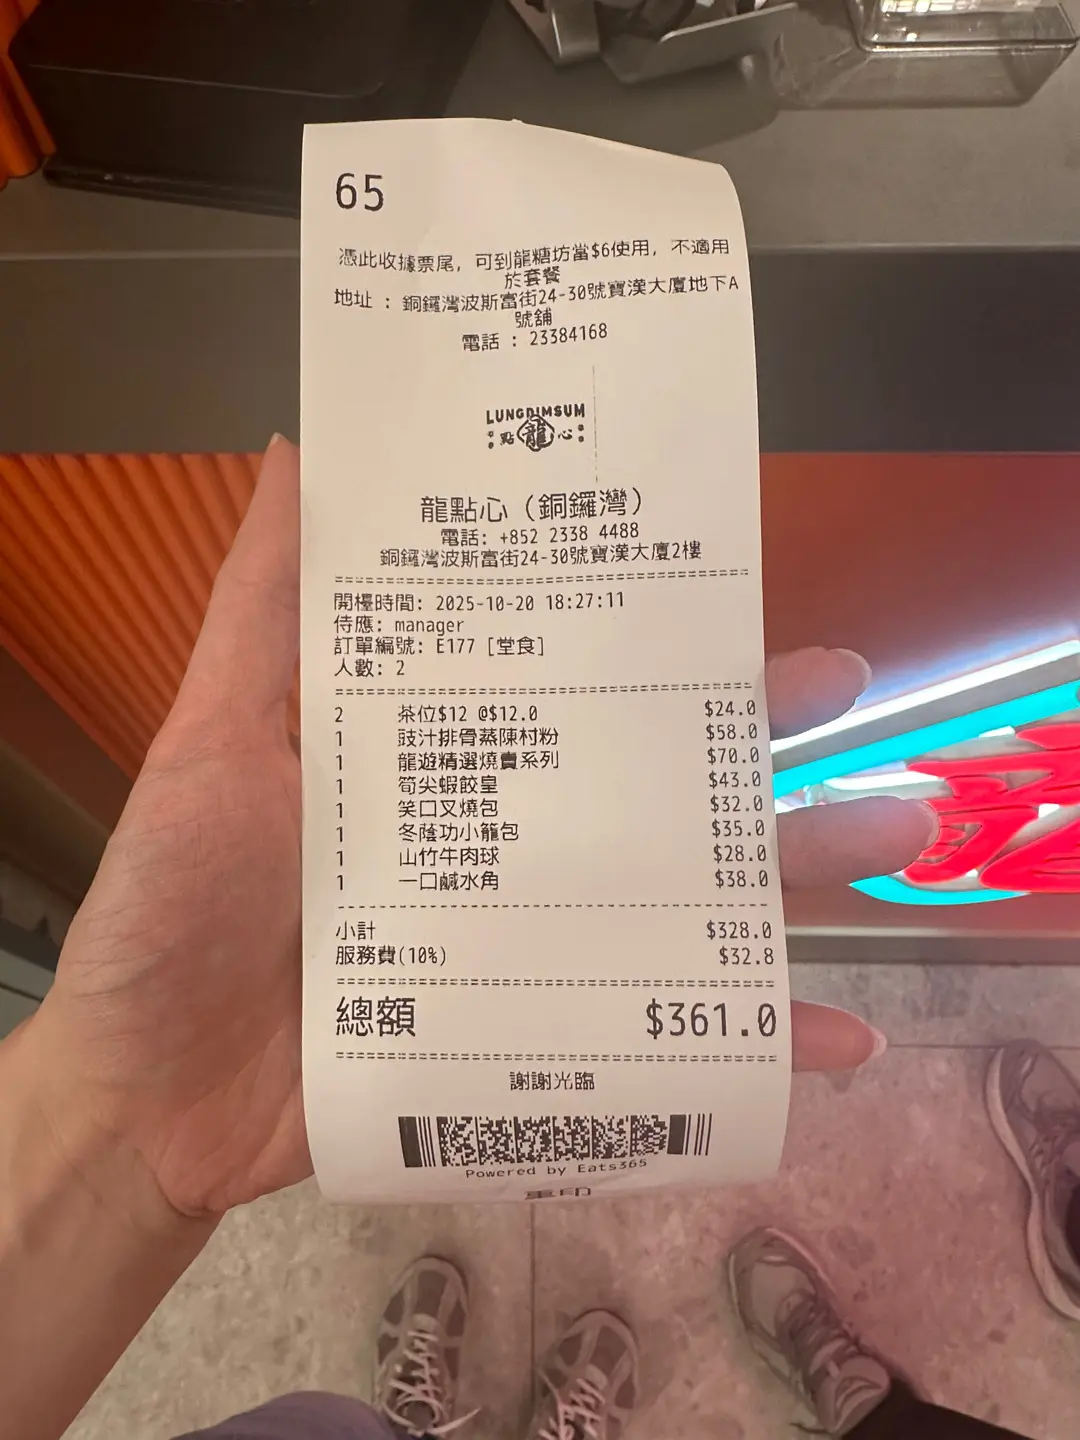 65
憑此收據票尾, 可到龍糖坊當$6使用, 不適用
於套餐
地址 : 銅鑼灣波斯富街24-30號寶漢大廈地下A
號舖
電話 : 23384168
LUNGDIMSUM
點龍心
龍點心 (銅鑼灣)
電話: +852 2338 4488
銅鑼灣波斯富街24-30號寶漢大廈2樓
開檯時間: 2025-10-20 18:27:11
侍應: manager
訂單編號: E177 [堂食]
人數: 2
2 茶位$12 @$12.0 $24.0
1 豉汁排骨蒸陳村粉 $58.0
1 龍遊精選燒賣系列 $70.0
1 筍尖蝦餃皇 $43.0
1 笑口叉燒包 $32.0
1 冬蔭功小籠包 $35.0
1 山竹牛肉球 $28.0
1 一口鹹水角 $38.0
小計 $328.0
服務費(10%) $32.8
總額 $361.0
謝謝光臨
Powered by Eats365
重印